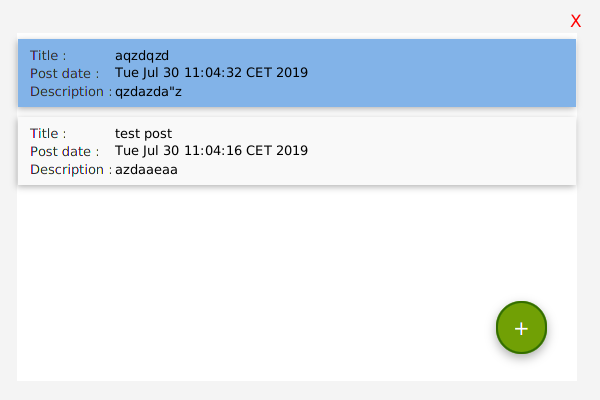 X
Title : aqzdqzd
Post date : Tue Jul 30 11:04:32 CET 2019
Description : qzdazda"z
Title : test post
Post date : Tue Jul 30 11:04:16 CET 2019
Description : azdaaeaa
+